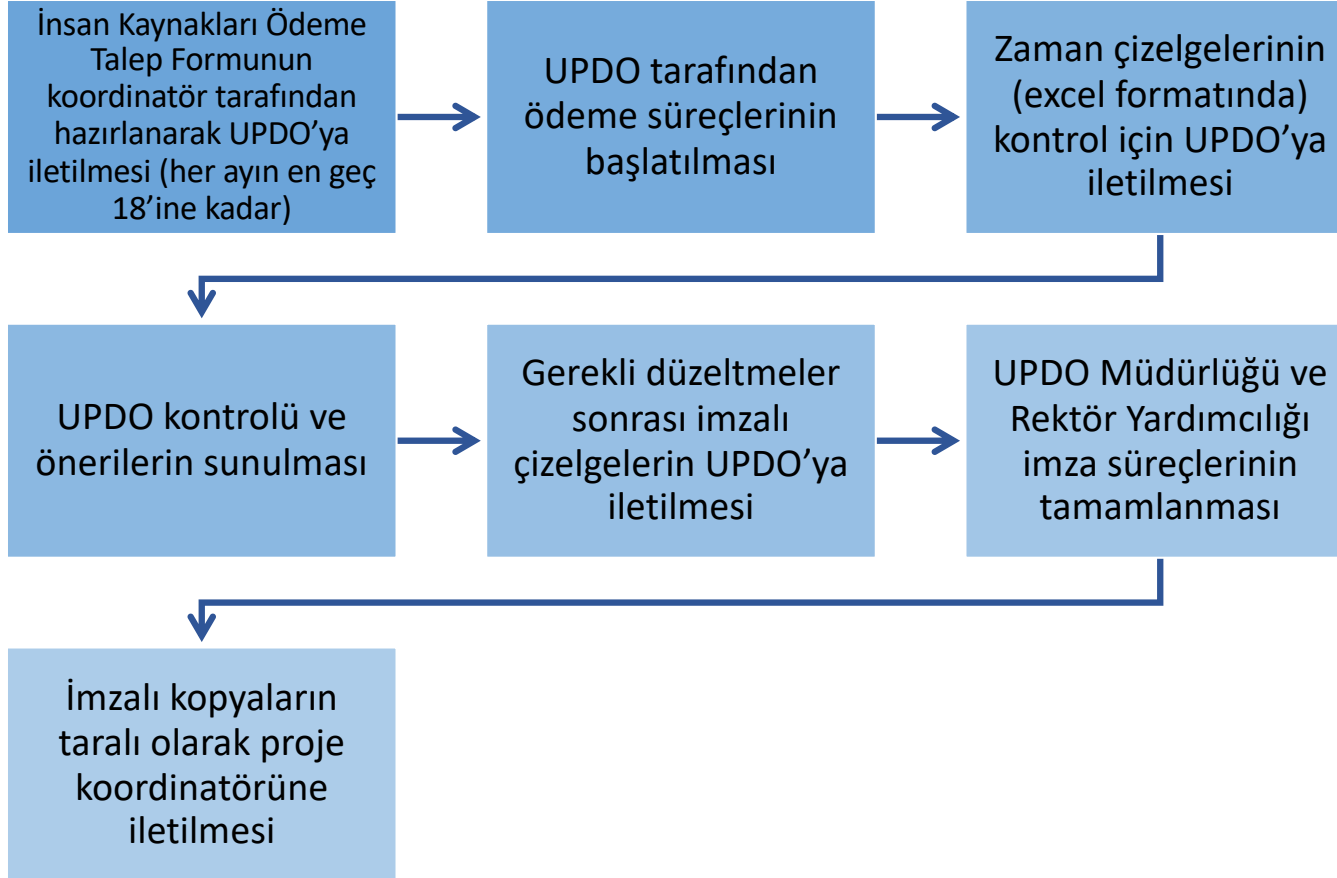 İnsan Kaynakları Ödeme
Talep Formunun
koordinatör tarafından
hazırlanarak UPDO’ya
iletilmesi (her ayın en geç
18’ine kadar)
UPDO tarafından
ödeme süreçlerinin
başlatılması
Zaman çizelgelerinin
(excel formatında)
kontrol için UPDO’ya
iletilmesi
UPDO kontrolü ve
önerilerin sunulması
Gerekli düzeltmeler
sonrası imzalı
çizelgelerin UPDO’ya
iletilmesi
UPDO Müdürlüğü ve
Rektör Yardımcılığı
imza süreçlerinin
tamamlanması
İmzalı kopyaların
taralı olarak proje
koordinatörüne
iletilmesi